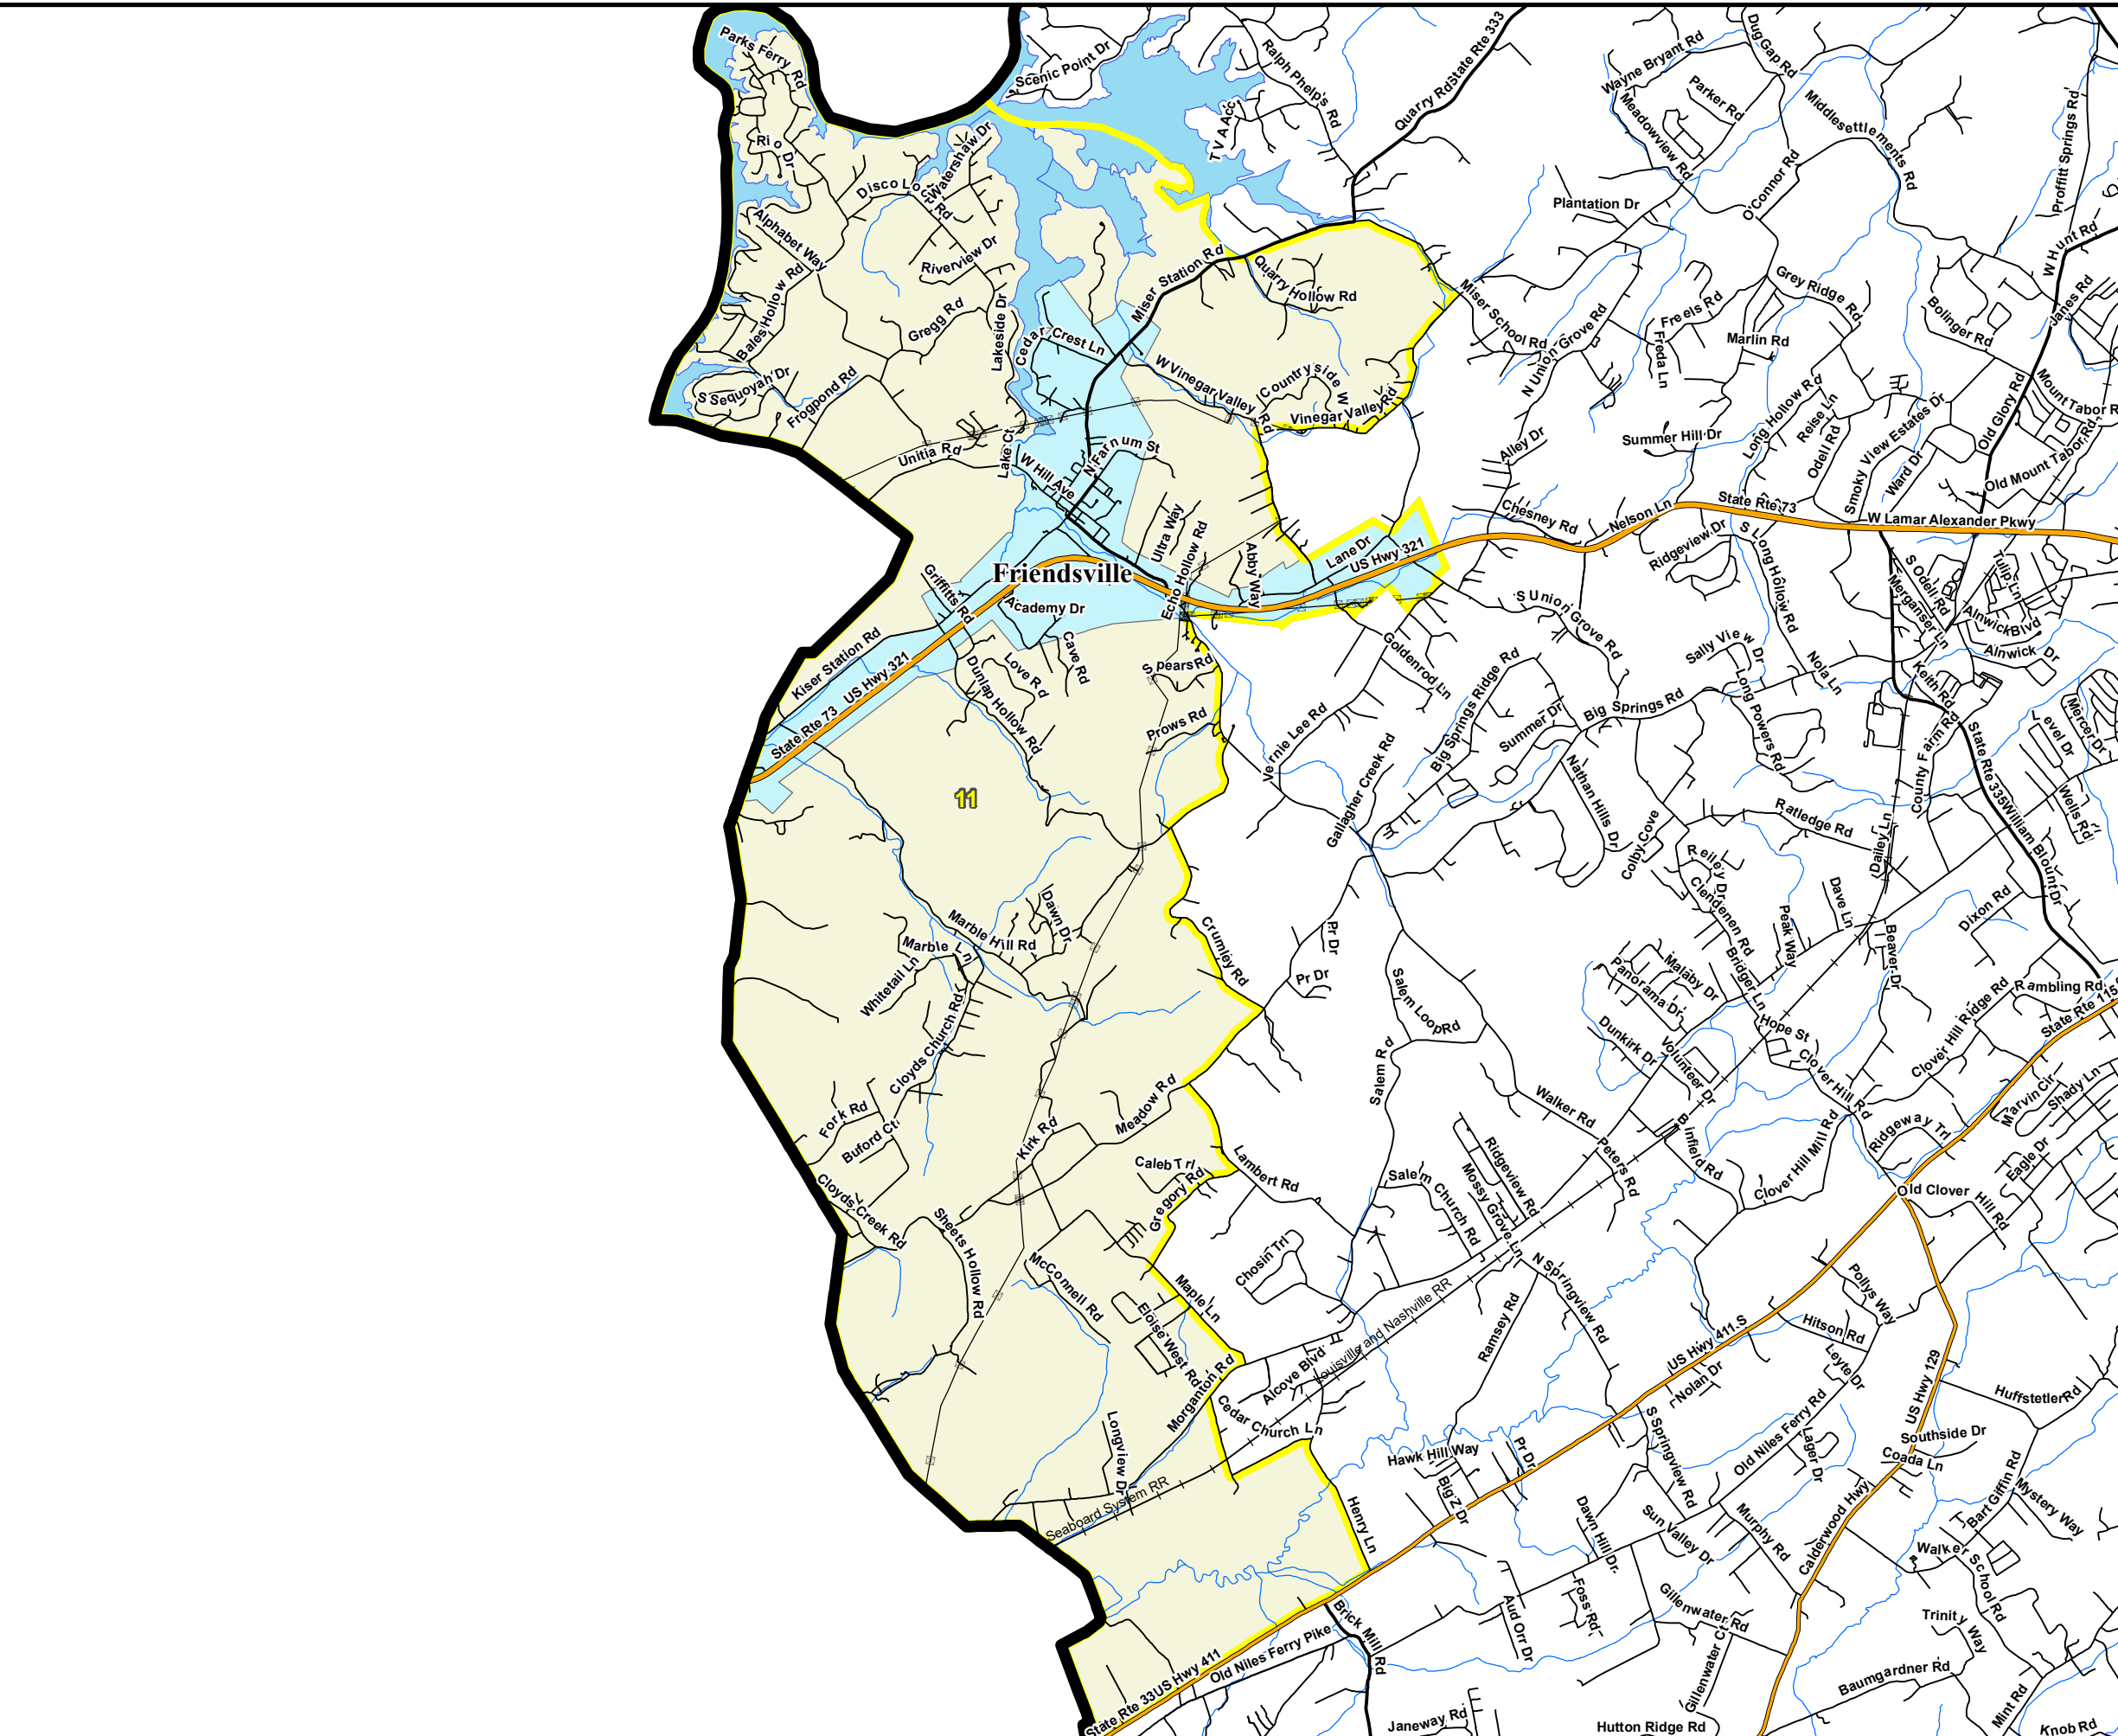 Parks Ferry Rd
Scenic Point Dr
Ralph Phelps Rd
Quarry Rd
State Rte 333
Wayne Bryant Rd
Dug Gap Rd
Parker Rd
Meadowview Rd
Middlesettlements Rd
Proffitt Springs Rd
T V A Acc
Rio Dr
Disco Loop Rd
Watershaw Dr
O'Connor Rd
Plantation Dr
W Hunt Rd
Alphabet Way
Riverview Dr
Miser Station Rd
Quarry Hollow Rd
Miser School Rd
Grey Ridge Rd
Janes Rd
Bales Hollow Rd
Gregg Rd
Lakeside Dr
Cedar Crest Ln
N Union Grove Rd
Freels Rd
Freda Ln
Marlin Rd
Bolinger Rd
S Sequoyah Dr
Frogpond Rd
W Vinegar Valley Rd
Countryside W
Vinegar Valley Rd
Long Hollow Rd
Reise Ln
Odell Rd
Smoky View Estates Dr
Ward Dr
Old Glory Rd
Mount Tabor R
Old Mount Tabor Rd
Unitia Rd
Lake Ct
W Hill Ave
N Farnum St
Ailey Dr
Summer Hill Dr
Chesney Rd
Nelson Ln
State Rte 73
W Lamar Alexander Pkwy
Ultra Way
Echo Hollow Rd
Abby Way
Lane Dr
US Hwy 321
Ridgeview Dr
S Long Hollow Rd
S Odell Rd
Merganser Ln
Tulip Ln
Alnwick Blvd
Alnwick Dr
Friendsville
Griffitts Rd
Academy Dr
Cave Rd
Love Rd
Dunlap Hollow Rd
Spears Rd
Prows Rd
Kiser Station Rd
US Hwy 321
State Rte 73
S Union Grove Rd
Goldenrod Ln
Big Springs Ridge Rd
Sally View Dr
Nola Ln
Keith Rd
Big Springs Rd
Summer Dr
Long Powers Rd
County Farm Rd
State Rte 335
William Blount Dr
Level Dr
Mercer Dr
Wells Rd
Vernie Lee Rd
Gallagher Creek Rd
Nathan Hills Dr
Colby Cove
Ratledge Rd
Dailey Ln
11
Reiley Dr
Clendenen Rd
Peak Way
Dave Ln
Beaver Dr
Dixon Rd
Dawn Dr
Marble Hill Rd
Marble Ln
Whitetail Ln
Crumley Rd
Pr Dr
Pr Dr
Salem Loop Rd
Panorama Dr
Malaby Dr
Bridger Ln
Hope St
Rambling Rd
State Rte 115
Clover Hill Ridge Rd
Cloyds Church Rd
Dunkirk Dr
Volunteer Dr
Clover Hill Rd
Marvin Cir
Shady Ln
Salem Rd
Walker Rd
Fork Rd
Buford Ct
Kirk Rd
Meadow Rd
Binfield Rd
Clover Hill Mill Rd
Ridgeway Trl
Eagle Dr
Caleb Trl
Gregory Rd
Lambert Rd
Salem Church Rd
Ridgeview Rd
Mossy Grove Ln
Peters Rd
Old Clover Hill Rd
Cloyds Creek Rd
Sheets Hollow Rd
McConnell Rd
Eloise West Rd
Maple Ln
Chosin Trl
N Springview Rd
Ramsey Rd
Louisville and Nashville RR
Alcove Blvd
US Hwy 411 S
Nolan Dr
Pollys Way
Hitson Rd
Leyte Dr
US Hwy 129
Huffstetler Rd
Morganton Rd
Cedar Church Ln
Longview Dr
Seaboard System RR
Henry Ln
Hawk Hill Way
Big Z Dr
Pr Dr
S Springview Rd
Old Niles Ferry Rd
Lager Dr
Southside Dr
Coada Ln
Bart Giffin Rd
Mystery Way
Dawn Hill Dr.
Sun Valley Dr
Murphy Rd
Calderwood Hwy
Walker School Rd
Foss Rd
Aud Orr Dr
Gillenwater Rd
Gillenwater Ct
Trinity Way
Baumgardner Rd
Mint Rd
Knob Rd
Brick Mill Rd
Old Niles Ferry Pike
State Rte 33
US Hwy 411
Janeway Rd
Hutton Ridge Rd